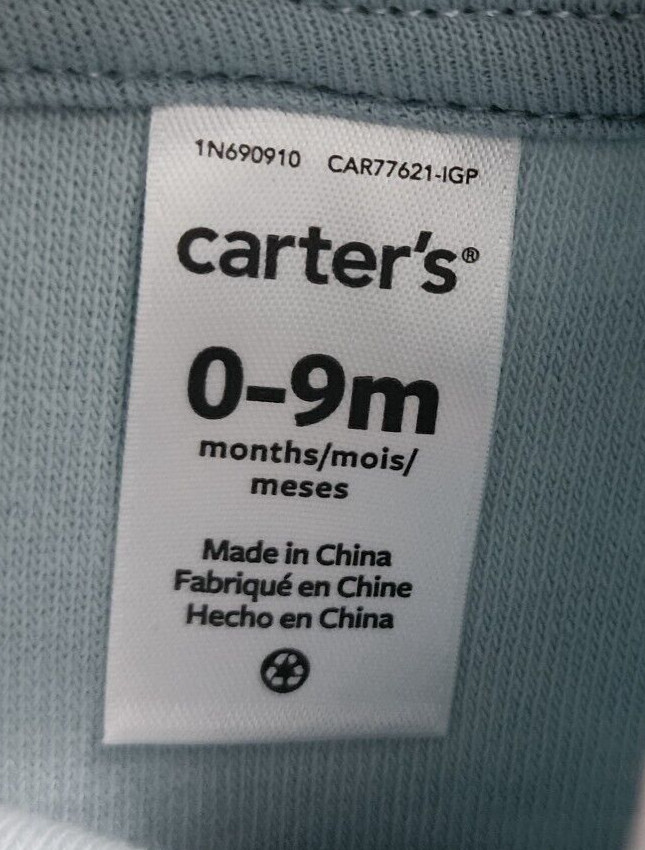 1N690910 CAR77621-IGP
carter's®
0-9m
months/mois/
meses
Made in China
Fabriqué en Chine
Hecho en China